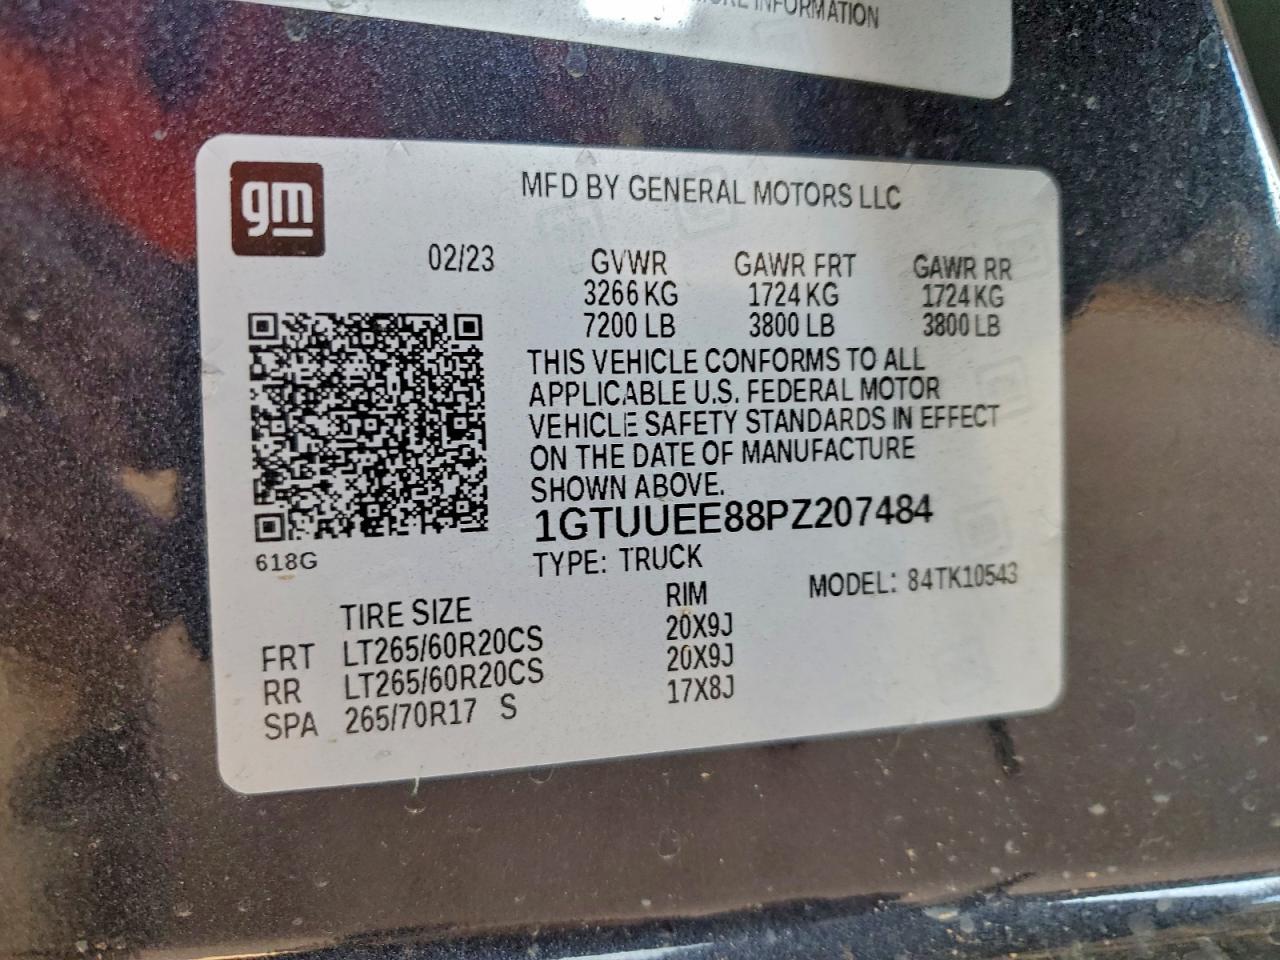 INFORMATION
gm
MFD BY GENERAL MOTORS LLC
02/23 GVWR GAWR FRT GAWR RR
3266 KG 1724 KG 1724 KG
7200 LB 3800 LB 3800 LB
THIS VEHICLE CONFORMS TO ALL
APPLICABLE U.S. FEDERAL MOTOR
VEHICLE SAFETY STANDARDS IN EFFECT
ON THE DATE OF MANUFACTURE
SHOWN ABOVE.
1GTUUEE88PZ207484
618G
TYPE: TRUCK
MODEL: 84TK10543
TIRE SIZE RIM
FRT LT265/60R20CS 20X9J
RR LT265/60R20CS 20X9J
SPA 265/70R17 S 17X8J